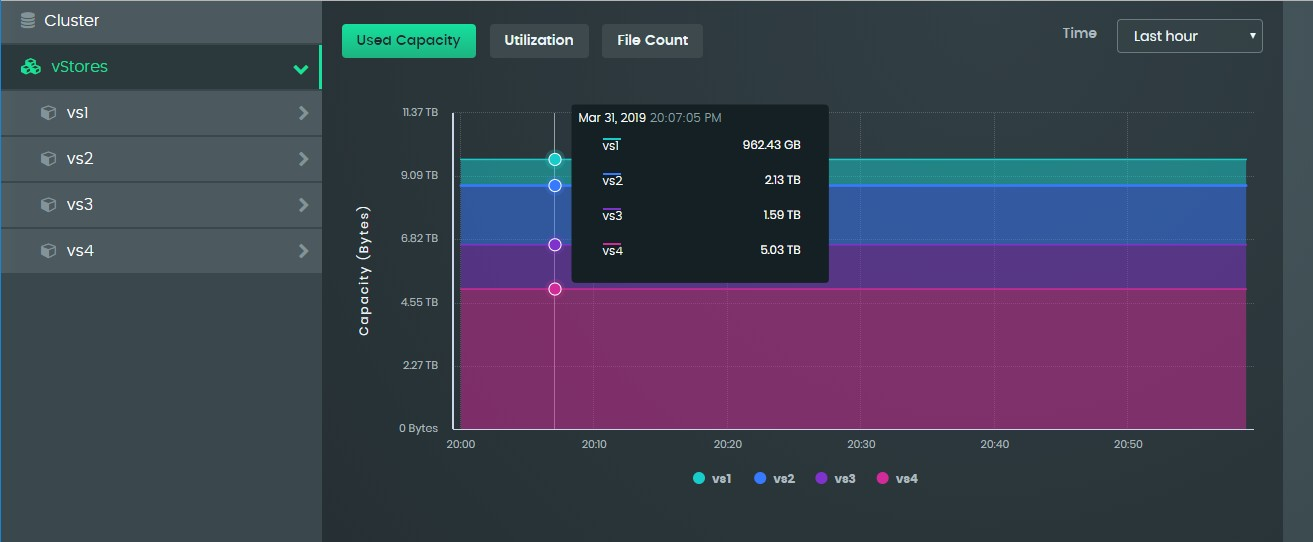 Cluster
vStores
vs1
vs2
vs3
vs4
Used Capacity
Utilization
File Count
Time
Last hour
Capacity (Bytes)
11.37 TB
9.09 TB
6.82 TB
4.55 TB
2.27 TB
0 Bytes
Mar 31, 2019 20:07:05 PM
vs1 962.43 GB
vs2 2.13 TB
vs3 1.59 TB
vs4 5.03 TB
20:00 20:10 20:20 20:30 20:40 20:50
vs1 vs2 vs3 vs4